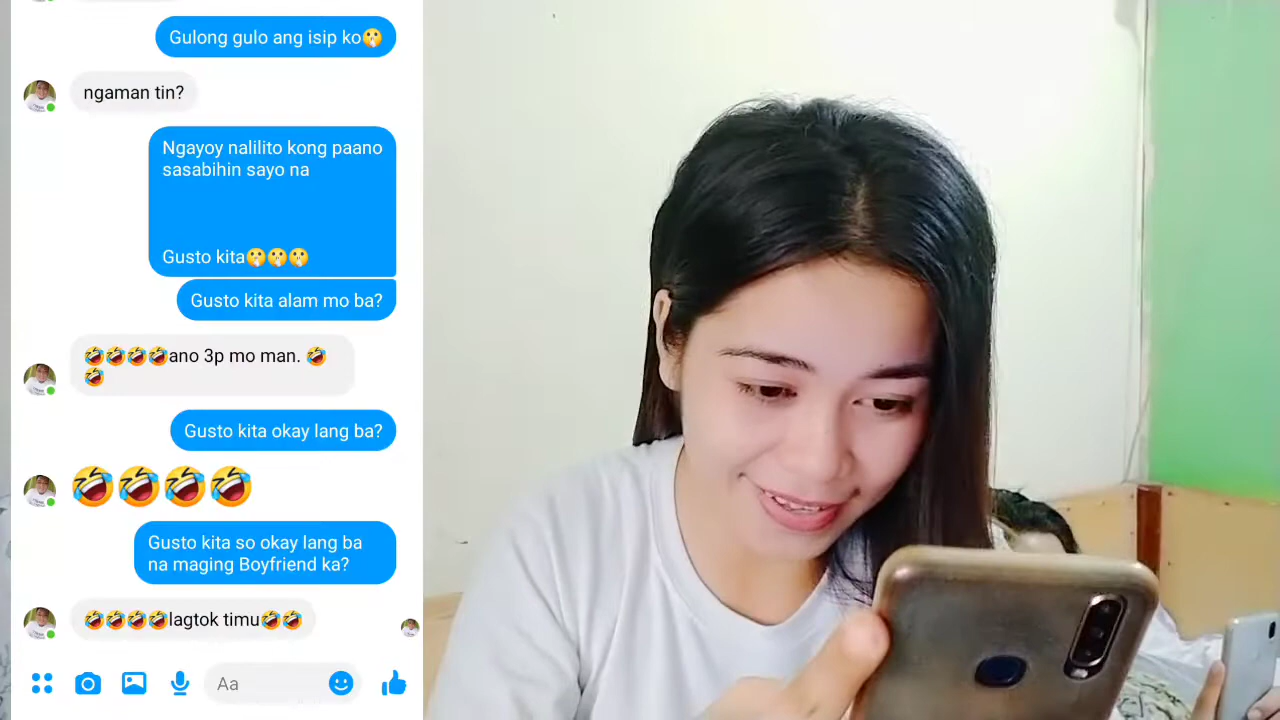 Gulong gulo ang isip ko🤫
ngaman tin?
Ngayoy nalilito kong paano
sasabihin sayo na
Gusto kita🤫🤫🤫
Gusto kita alam mo ba?
🤣🤣🤣🤣ano 3p mo man. 🤣
🤣
Gusto kita okay lang ba?
🤣🤣🤣🤣
Gusto kita so okay lang ba
na maging Boyfriend ka?
🤣🤣🤣🤣lagtok timu🤣🤣
Aa